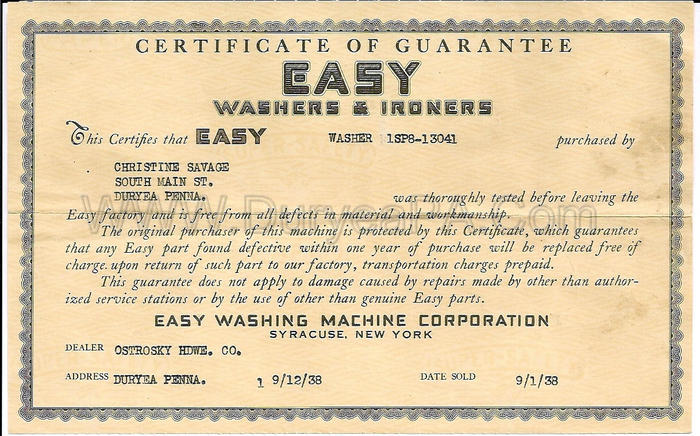 CERTIFICATE OF GUARANTEE
EASY
WASHERS & IRONERS
This Certifies that EASY WASHER 1SP8-13041 purchased by
CHRISTINE SAVAGE
SOUTH MAIN ST.
DURYEA PENNA. was thoroughly tested before leaving the
Easy factory and is free from all defects in material and workmanship.
The original purchaser of this machine is protected by this Certificate, which guarantees
that any Easy part found defective within one year of purchase will be replaced free of
charge upon return of such part to our factory, transportation charges prepaid.
This guarantee does not apply to damage caused by repairs made by other than author-
ized service stations or by the use of other than genuine Easy parts.
EASY WASHING MACHINE CORPORATION
SYRACUSE, NEW YORK
DEALER OSTROSKY HDWE. CO.
ADDRESS DURYEA PENNA. 1 9/12/38 DATE SOLD 9/1/38